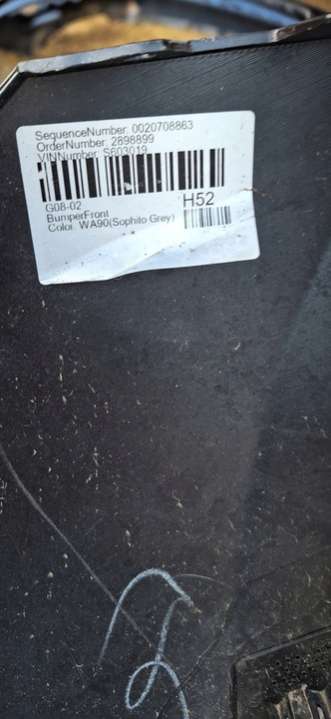 SequenceNumber: 0020708863
OrderNumber: 2898899
VINNumber: S603019
G08-02
H52
BumperFront
Color: WA90(Sophito Grey)